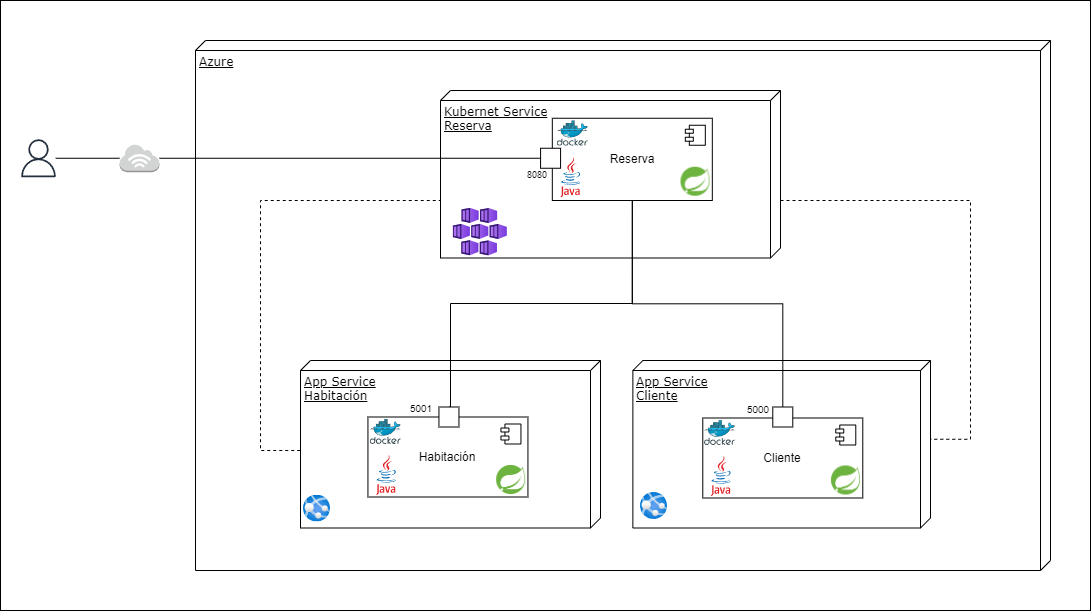 Azure
Kubernet Service
Reserva
docker
Reserva
8080
Java
App Service
Habitación
5001
docker
Habitación
Java
App Service
Cliente
5000
docker
Cliente
Java